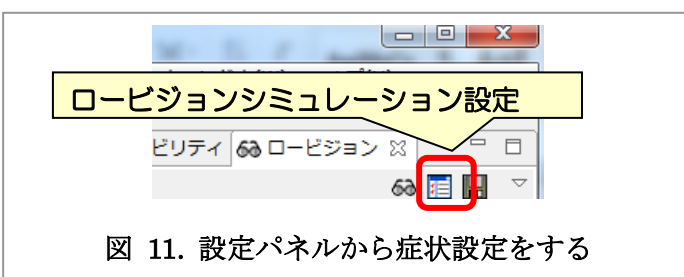 ロービジョンシミュレーション設定
ビリティ ロービジョン
図 11. 設定パネルから症状設定をする